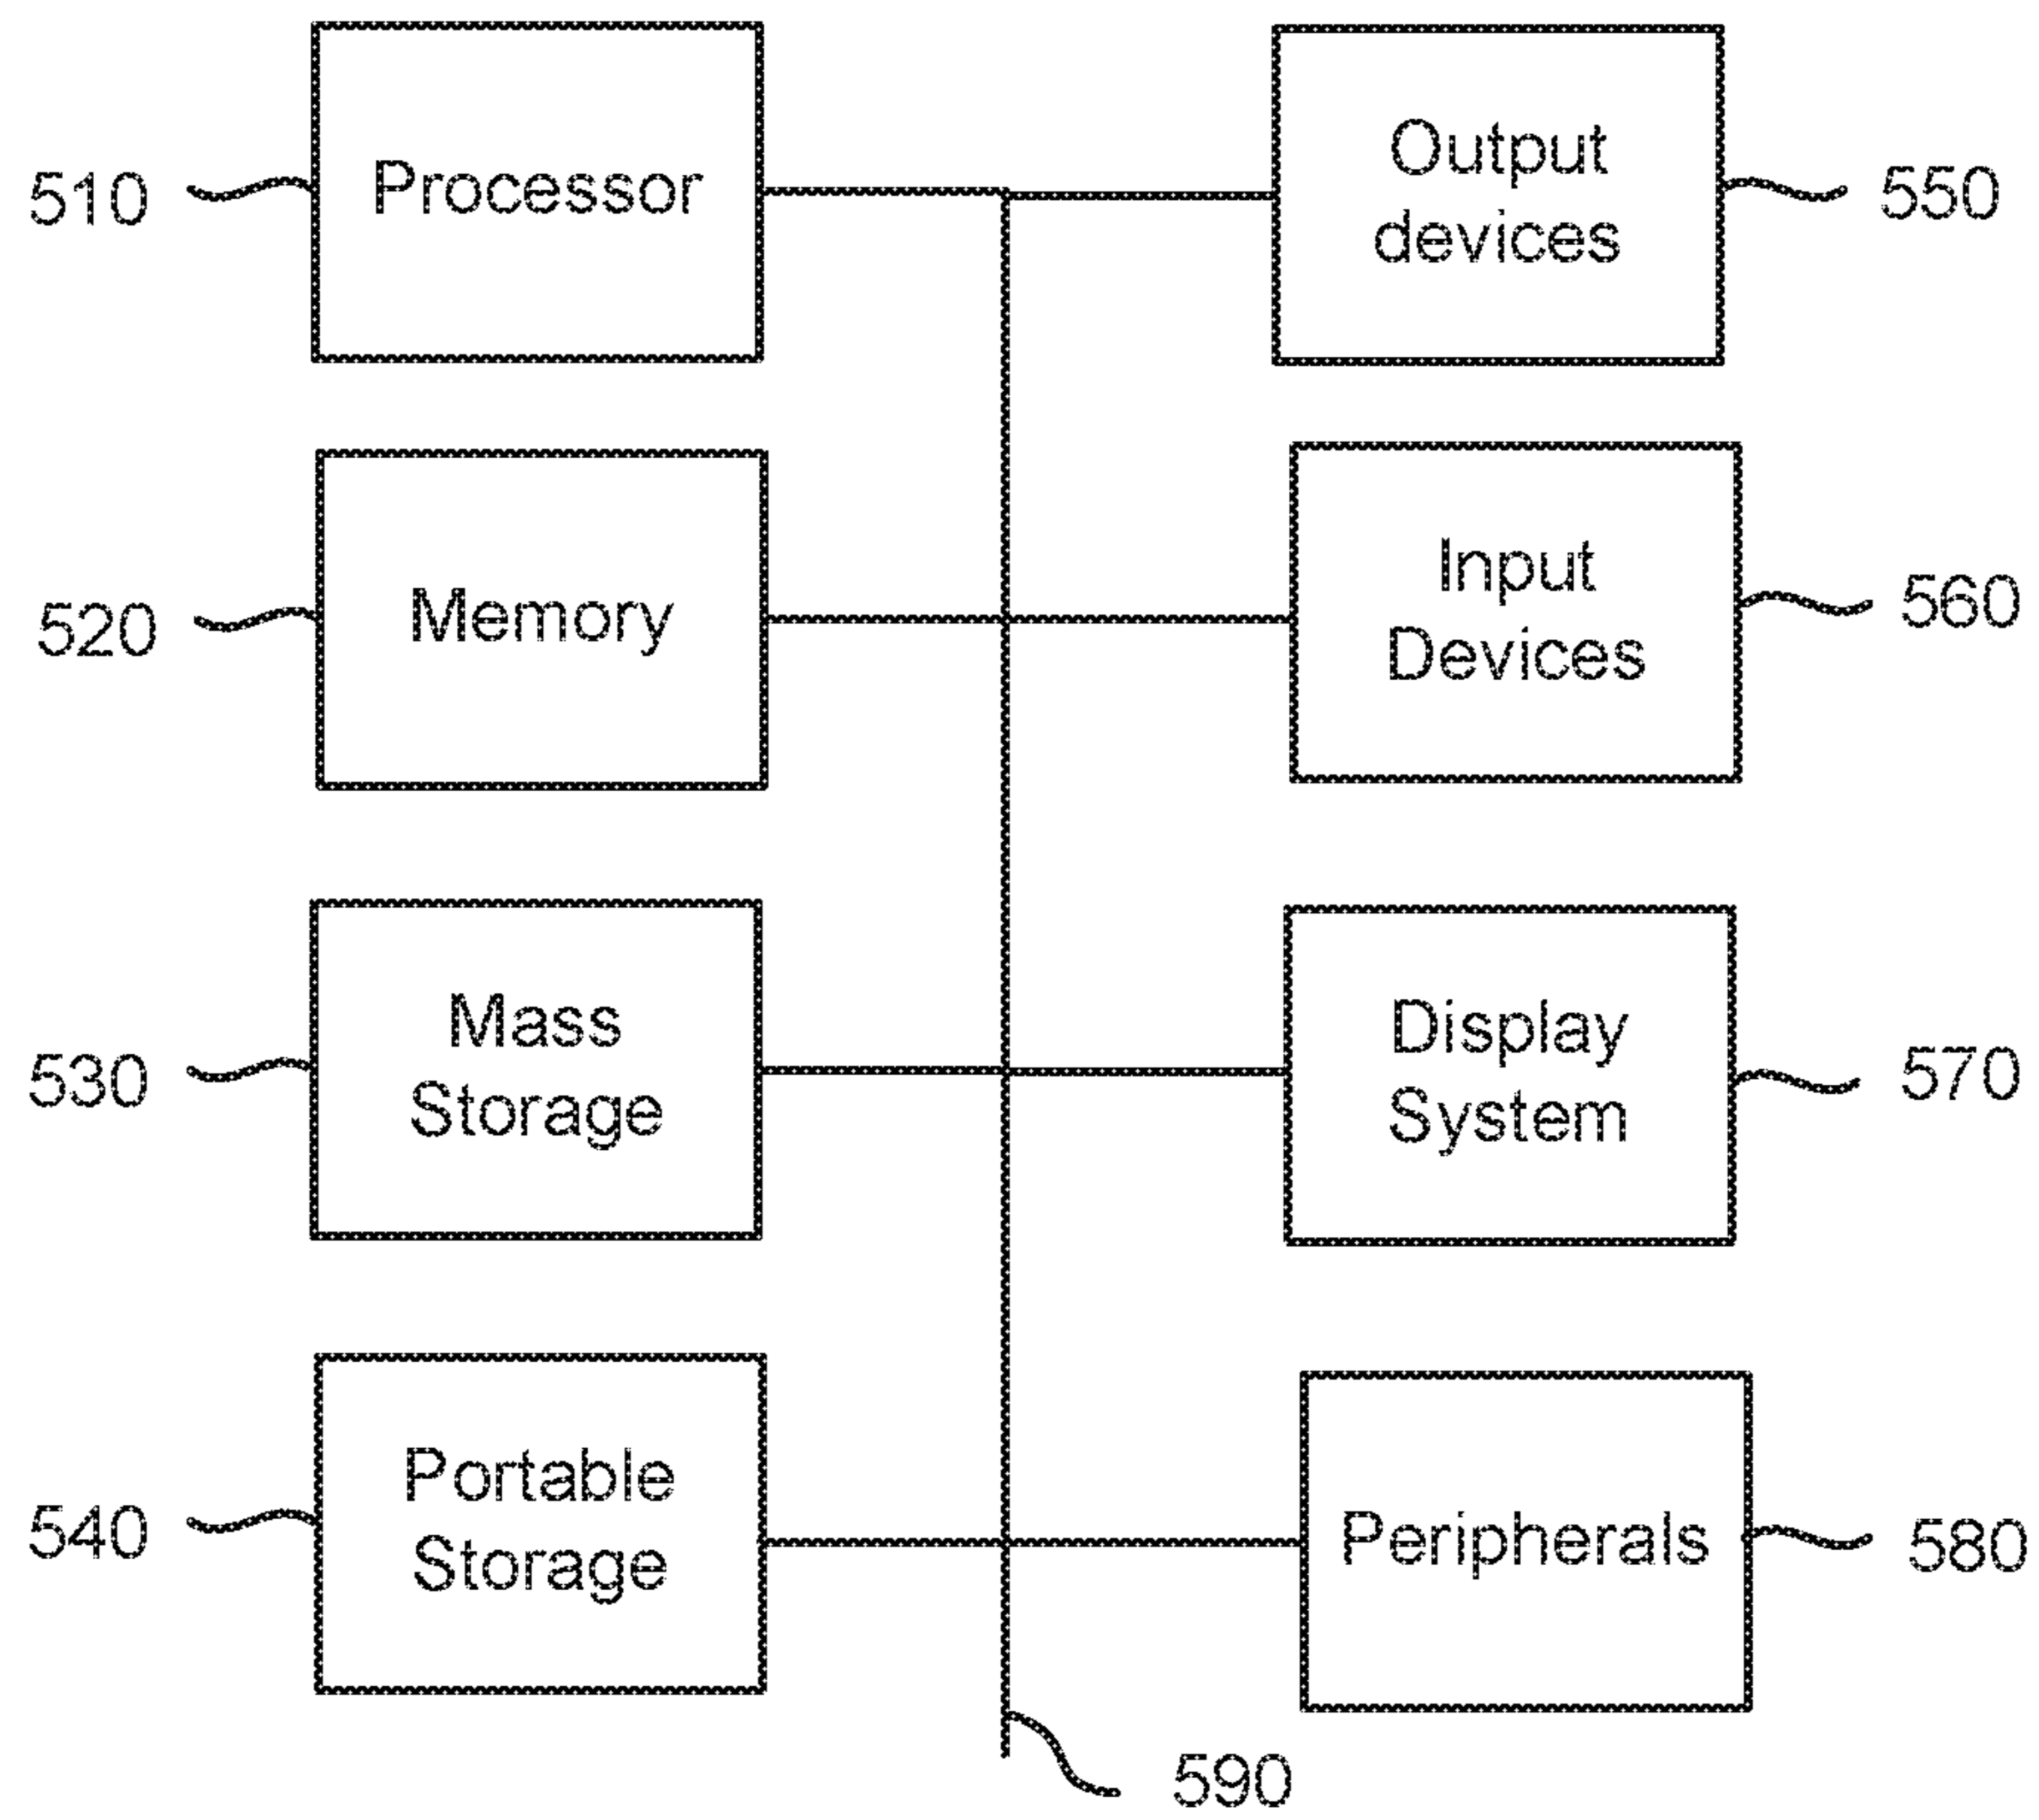 510
Processor
Output
devices
550
520
Memory
Input
Devices
560
530
Mass
Storage
Display
System
570
540
Portable
Storage
Peripherals
580
590